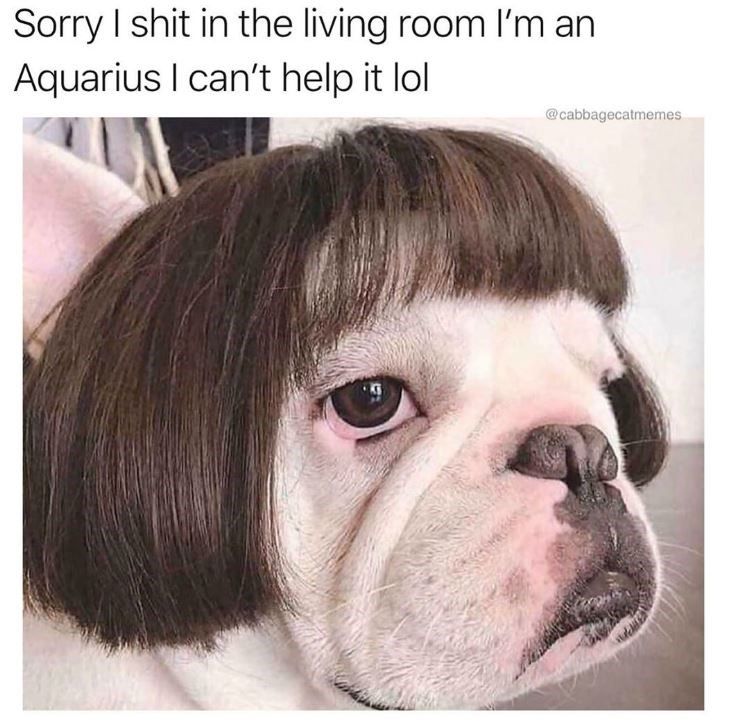 Sorry I shit in the living room I'm an
Aquarius I can't help it lol
@cabbagecatmemes